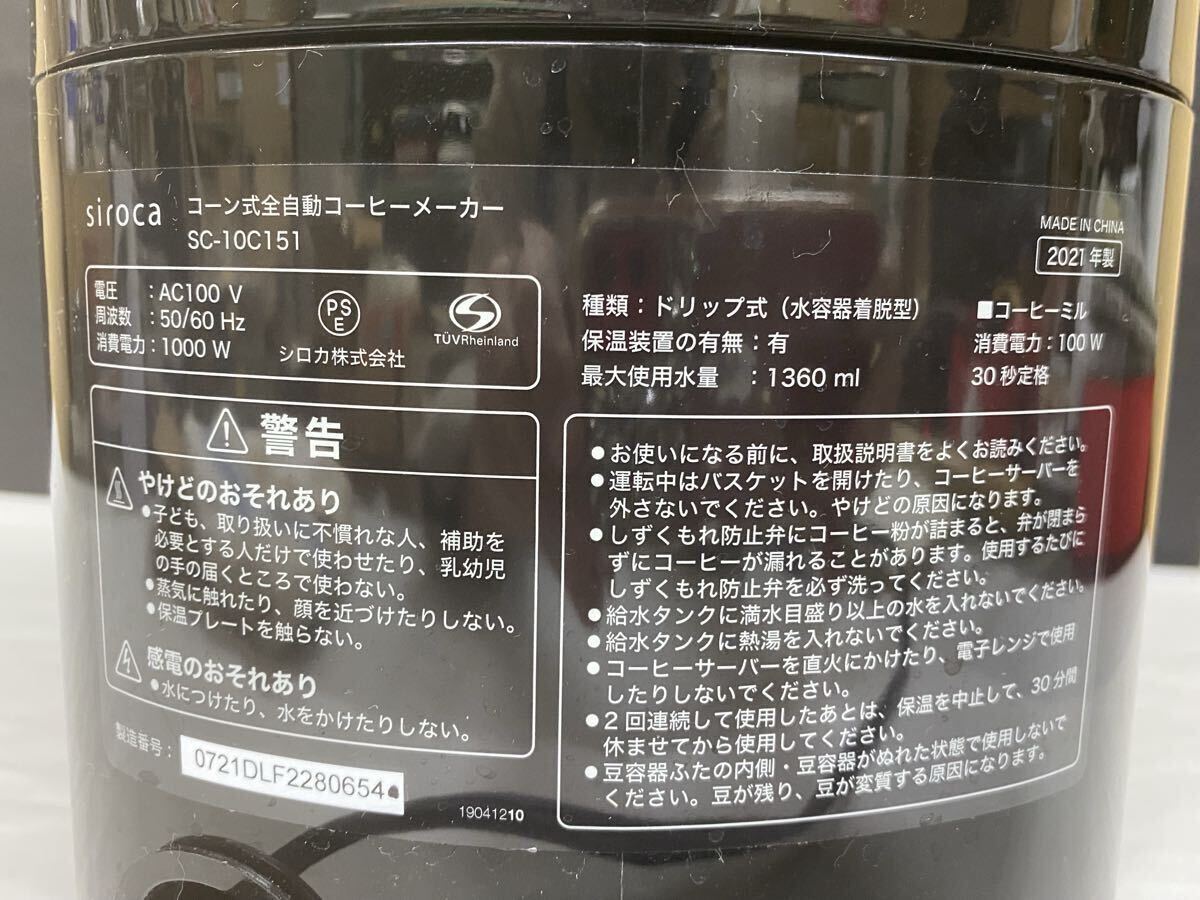 siroca コーン式全自動コーヒーメーカー
SC-10C151
MADE IN CHINA
2021年製
電圧 : AC100 V
周波数 : 50/60 Hz
消費電力 : 1000 W
PS
E
シロカ株式会社
TÜVRheinland
種類 : ドリップ式（水容器着脱型）
保温装置の有無 : 有
最大使用水量 : 1360 ml
■コーヒーミル
消費電力 : 100 W
30秒定格
警告
やけどのおそれあり
●子ども、取り扱いに不慣れな人、補助を
必要とする人だけで使わせたり、乳幼児
の手の届くところで使わない。
●蒸気に触れたり、顔を近づけたりしない。
●保温プレートを触らない。
感電のおそれあり
●水につけたり、水をかけたりしない。
製造番号 :
0721DLF2280654●
19041210
●お使いになる前に、取扱説明書をよくお読みください。
●運転中はバスケットを開けたり、コーヒーサーバーを
外さないでください。やけどの原因になります。
●しずくもれ防止弁にコーヒー粉が詰まると、弁が閉まら
ずにコーヒーが漏れることがあります。使用するたびに
しずくもれ防止弁を必ず洗ってください。
●給水タンクに満水目盛り以上の水を入れないでください。
●給水タンクに熱湯を入れないでください。
●コーヒーサーバーを直火にかけたり、電子レンジで使用
したりしないでください。
●2回連続して使用したあとは、保温を中止して、30分間
休ませてから使用してください。
●豆容器ふたの内側・豆容器がぬれた状態で使用しないで
ください。豆が残り、豆が変質する原因になります。